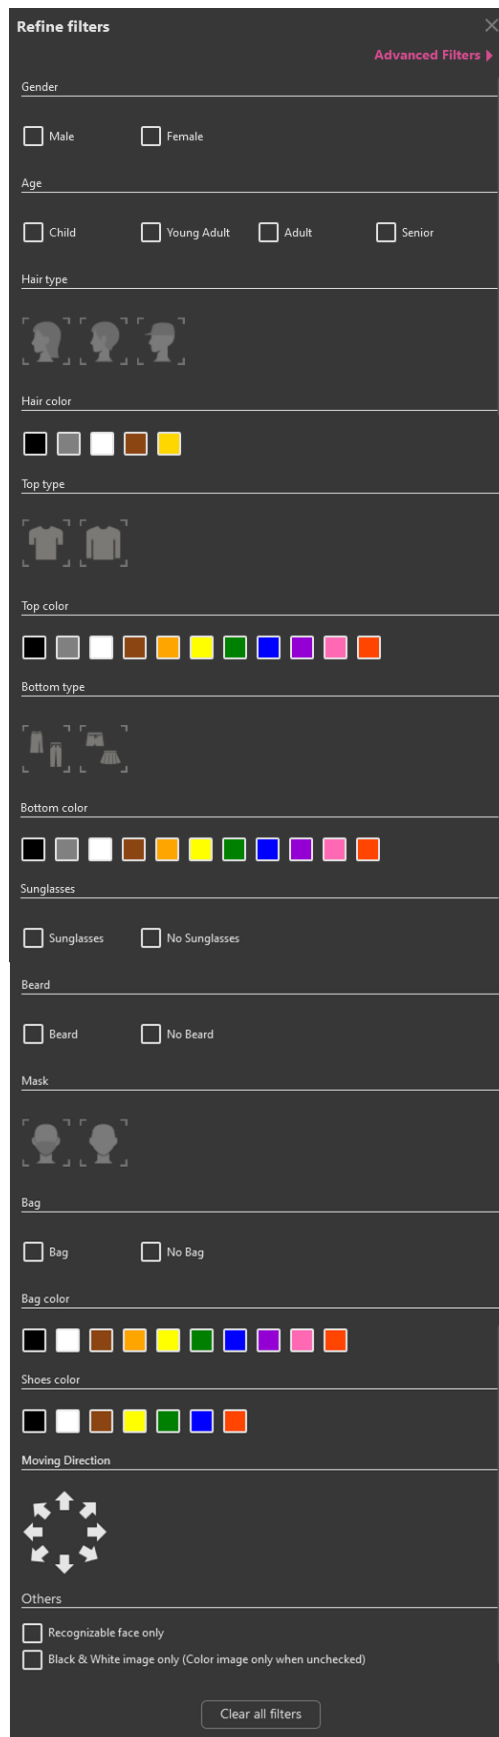 Refine filters
Advanced Filters
Gender
Male Female
Age
Child Young Adult Adult Senior
Hair type
Hair color
Top type
Top color
Bottom type
Bottom color
Sunglasses
Sunglasses No Sunglasses
Beard
Beard No Beard
Mask
Bag
Bag No Bag
Bag color
Shoes color
Moving Direction
Others
Recognizable face only
Black & White image only (Color image only when unchecked)
Clear all filters